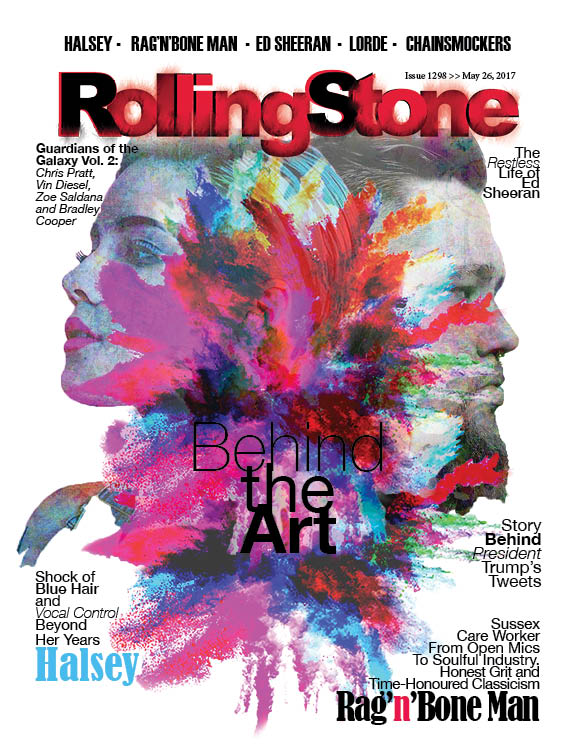 HALSEY · RAG'N'BONE MAN · ED SHEERAN · LORDE · CHAINSMOCKERS
Issue 1298 >> May 26, 2017
RollingStone
Guardians of the
Galaxy Vol. 2:
Chris Pratt,
Vin Diesel,
Zoe Saldana
and Bradley
Cooper
The
Restless
Life of
Ed
Sheeran
Behind
the
Art
Story
Behind
President
Trump's
Tweets
Shock of
Blue Hair
and
Vocal Control
Beyond
Her Years
Halsey
Sussex
Care Worker
From Open Mics
To Soulful Industry.
Honest Grit and
Time-Honoured Classicism
Rag'n'Bone Man